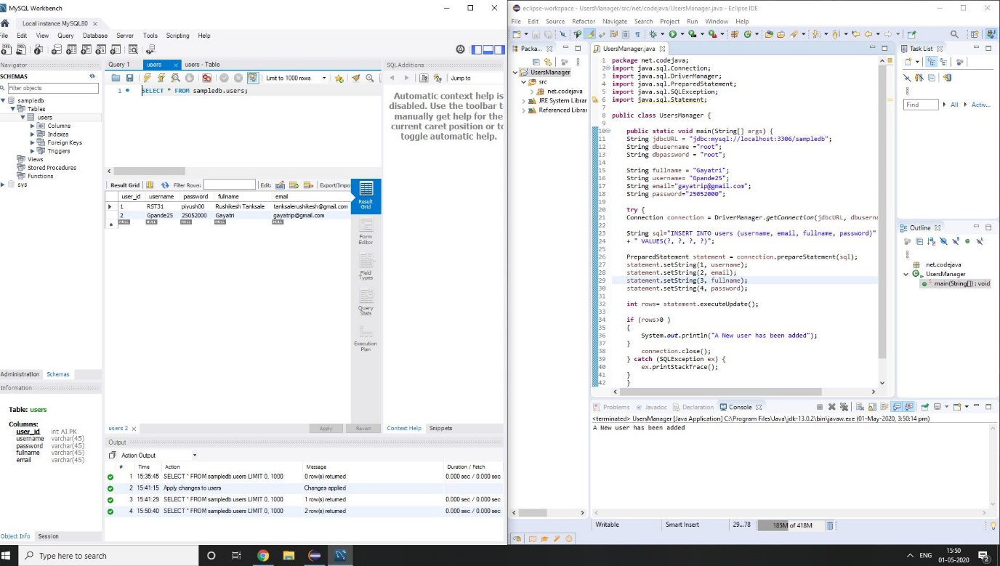 MySQL Workbench
Local instance MySQL80
File Edit View Query Database Server Tools Scripting Help
Navigator
SCHEMAS
Filter objects
sampledb
Tables
users
Columns
Indexes
Foreign Keys
Triggers
Views
Stored Procedures
Functions
sys
Administration Schemas
Information
Table: users
Columns:
user_id int AI PK
username varchar(45)
password varchar(45)
fullname varchar(45)
email varchar(45)
Object Info Session
Query 1 users users - Table
Limit to 1000 rows
1 SELECT * FROM sampledb.users;
Result Grid Filter Rows: Edit: Export/Impo
user_id username password fullname email
1 RST31 piyush00 Rushikesh Tanksale tanksalerushikesh@gmail.com
2 Gpande25 25052000 Gayatri gayatrip@gmail.com
NULL NULL NULL NULL NULL
Result Grid
Form Editor
Field Types
Query Stats
Execution Plan
users 2 Apply Revert
SQLAdditions
Jump to
Automatic context help is
disabled. Use the toolbar t
manually get help for the
current caret position or to
toggle automatic help.
Context Help Snippets
Output
Action Output
# Time Action Message Duration / Fetch
1 15:35:45 SELECT * FROM sampledb.users LIMIT 0, 1000 0 row(s) returned 0.000 sec / 0.000 sec
2 15:41:15 Apply changes to users Changes applied
3 15:41:29 SELECT * FROM sampledb.users LIMIT 0, 1000 1 row(s) returned 0.000 sec / 0.000 sec
4 15:50:40 SELECT * FROM sampledb.users LIMIT 0, 1000 2 row(s) returned 0.000 sec / 0.000 sec
eclipse-workspace - UsersManager/src/net/codejava/UsersManager.java - Eclipse IDE
File Edit Source Refactor Navigate Search Project Run Window Help
Packa...
UsersManager
src
net.codejava
JRE System Librar
Referenced Librar
UsersManager.java
1 package net.codejava;
2 import java.sql.Connection;
3 import java.sql.DriverManager;
4 import java.sql.PreparedStatement;
5 import java.sql.SQLException;
6 import java.sql.Statement;
7
8 public class UsersManager {
9
10 public static void main(String[] args) {
11 String jdbcURL = "jdbc:mysql://localhost:3306/sampledb";
12 String dbusername ="root";
13 String dbpassword = "root";
14
15 String fullname = "Gayatri";
16 String username= "Gpande25";
17 String email="gayatrip@gmail.com";
18 String password="25052000";
19
20 try {
21 Connection connection = DriverManager.getConnection(jdbcURL, dbuserna
22
23 String sql="INSERT INTO users (username, email, fullname, password)"
24 + " VALUES(?, ?, ?, ?)";
25
26 PreparedStatement statement = connection.prepareStatement(sql);
27 statement.setString(1, username);
28 statement.setString(2, email);
29 statement.setString(3, fullname);
30 statement.setString(4, password);
31
32 int rows= statement.executeUpdate();
33
34 if (rows>0 )
35 {
36 System.out.println("A New user has been added");
37 }
38 connection.close();
39 } catch (SQLException ex) {
40 ex.printStackTrace();
41 }
42 }
Task List
Find All Activ...
Outline
net.codejava
UsersManager
main(String[]) : void
Problems Javadoc Declaration Console
<terminated> UsersManager [Java Application] C:\Program Files\Java\jdk-13.0.2\bin\javaw.exe (01-May-2020, 3:50:14 pm)
A New user has been added
Writable Smart Insert 29...78 185M of 418M
Type here to search
ENG
15:50
01-05-2020
2